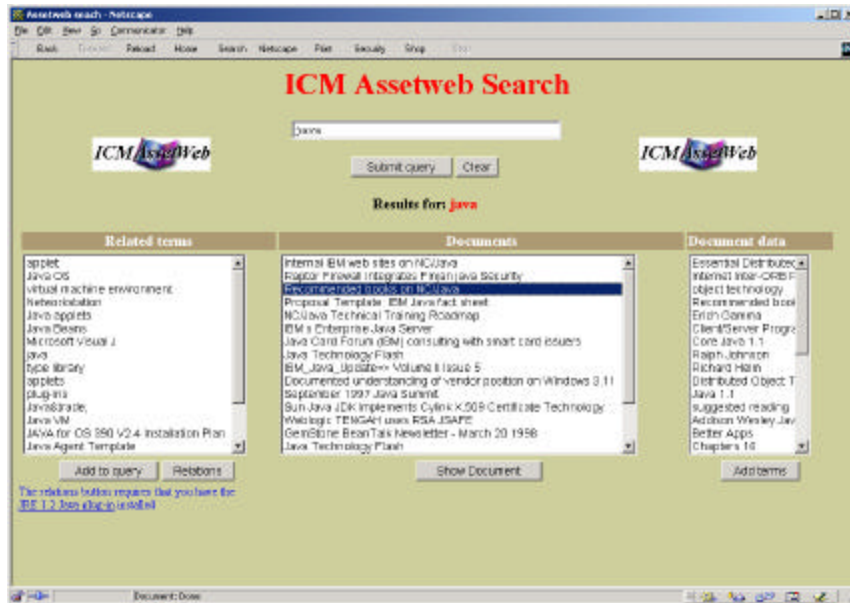 Assetweb seach - Netscape
File Edit View Go Communicator Help
Back Reload Home Search Netscape Print Security Shop
ICM Assetweb Search
java
ICM AssetWeb
ICM AssetWeb
Submit query Clear
Results for: java
Related terms
applet
Java OS
virtual machine environment
Networkstation
Java applets
Java Beans
Microsoft Visual J
java
type library
applets
plug-ins
Java&trade;
Java VM
JAVA for OS 390 V2.4 Installation Plan
Java Agent Template
Add to query Relations
The relations button requires that you have the
JRE 1.2 Java plug-in installed
Documents
Internal IBM web sites on NC/Java
Raptor Firewall Integrates Finjan java Security
Recommended books on NC/Java
Proposal Template: IBM Java fact sheet
NC/Java Technical Training Roadmap
IBM s Enterprise Java Server
Java Card Forum (IBM) consulting with smart card issuers
Java Technology Flash
IBM_Java_Update=> Volume II Issue 5
Documented understanding of vendor position on Windows 3.11
September 1997 Java Summit
Sun Java JDK Implements Cylink X.509 Certificate Technology
Weblogic TENGAH uses RSA JSAFE
GemStone BeanTalk Newsletter - March 20 1998
Java Technology Flash
Show Document
Document data
Essential Distributed
Internet Inter-ORB P
object technology
Recommended book
Erich Gamma
Client/Server Progra
Core Java 1.1
Ralph Johnson
Richard Helm
Distributed Object T
Java 1.1
suggested reading
Addison Wesley Jav
Better Apps
Chapters 16
Add terms
Document: Done